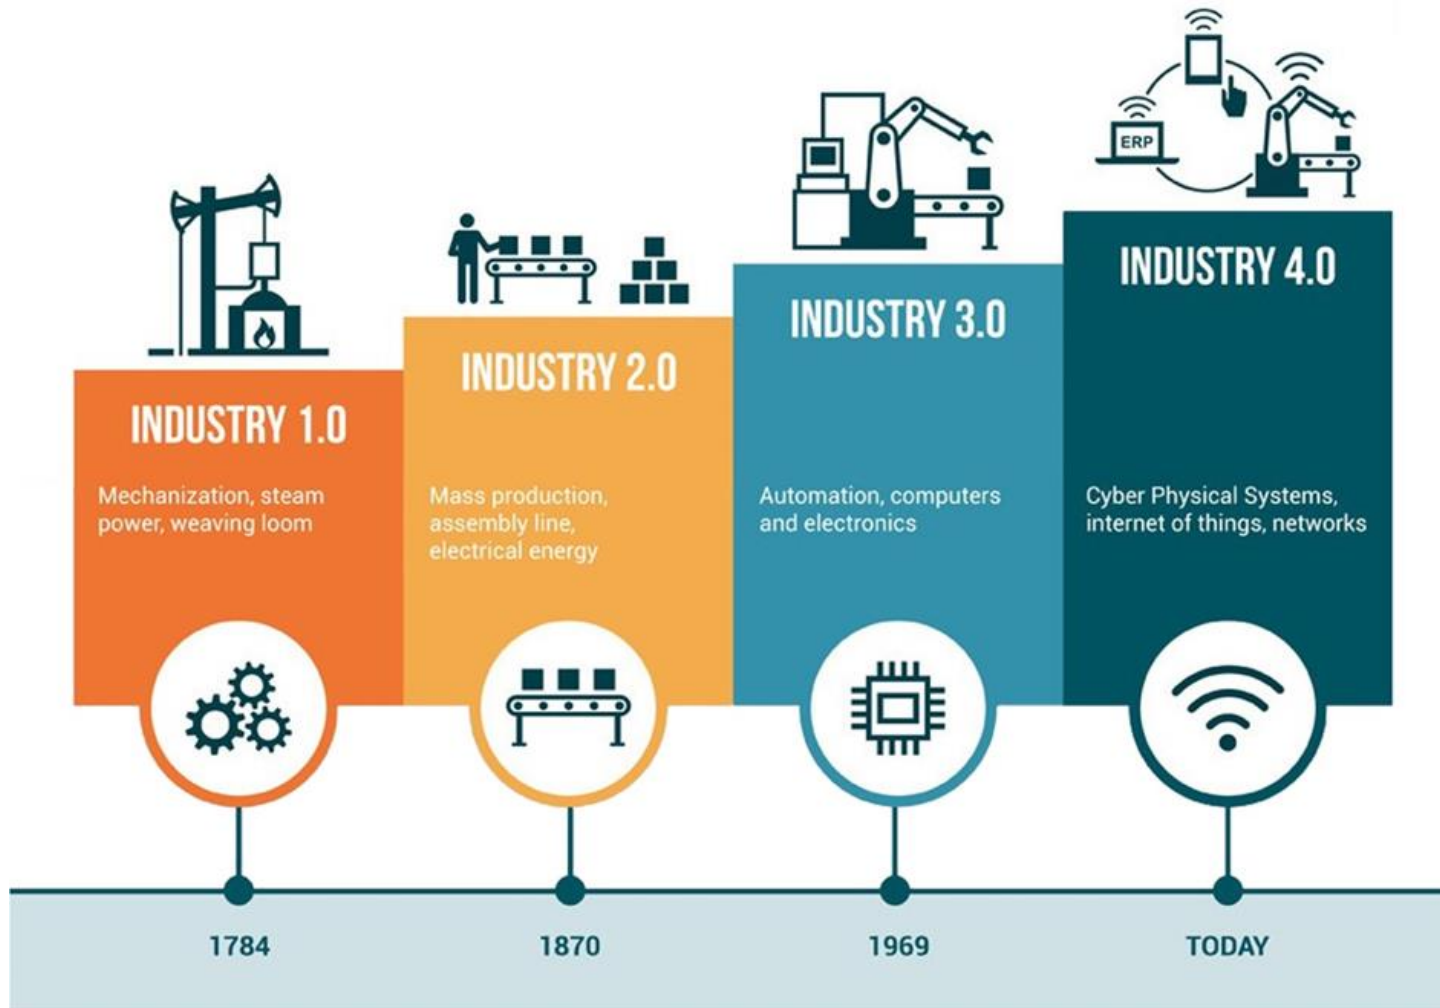 ERP
INDUSTRY 1.0
Mechanization, steam
power, weaving loom
INDUSTRY 2.0
Mass production,
assembly line,
electrical energy
INDUSTRY 3.0
Automation, computers
and electronics
INDUSTRY 4.0
Cyber Physical Systems,
internet of things, networks
1784
1870
1969
TODAY